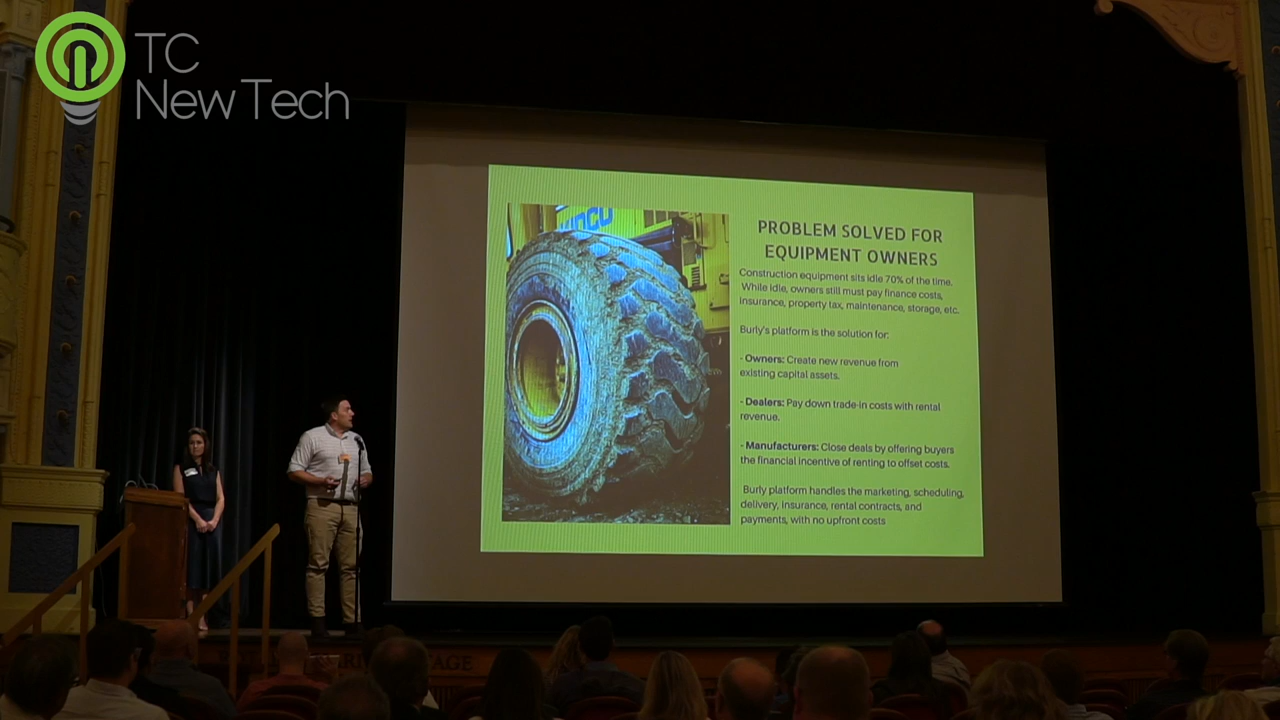 TC
New Tech
PROBLEM SOLVED FOR
EQUIPMENT OWNERS
Construction equipment sits idle 70% of the time.
While idle, owners still must pay finance costs,
insurance, property tax, maintenance, storage, etc.
Burly's platform is the solution for:
- Owners: Create new revenue from
existing capital assets.
- Dealers: Pay down trade-in costs with rental
revenue.
- Manufacturers: Close deals by offering buyers
the financial incentive of renting to offset costs.
Burly platform handles the marketing, scheduling,
delivery, insurance, rental contracts, and
payments, with no upfront costs